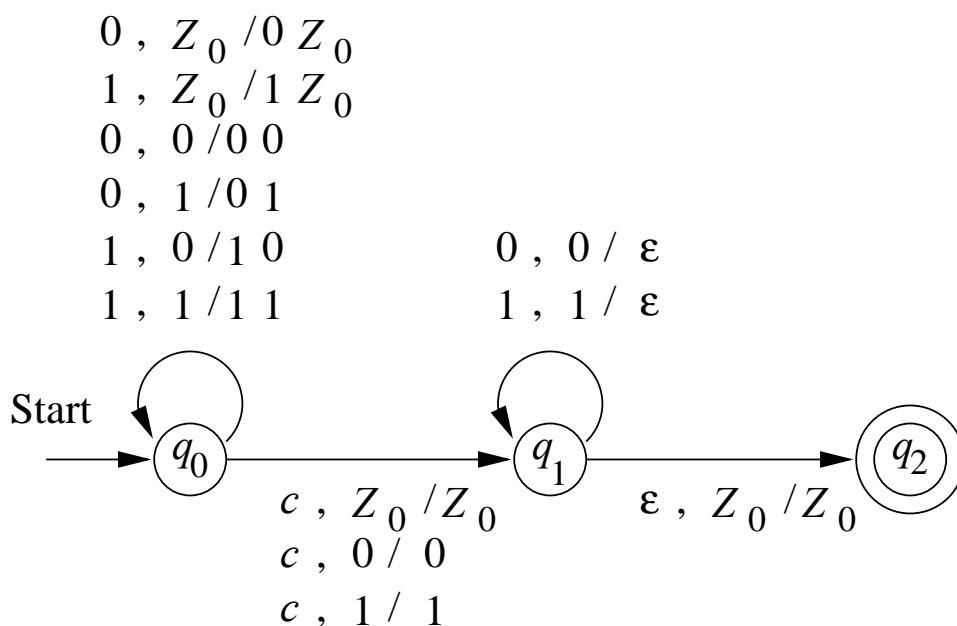 0 , Z0 /0 Z0
1 , Z0 /1 Z0
0 , 0 /0 0
0 , 1 /0 1
1 , 0 /1 0
1 , 1 /1 1
0 , 0 / ε
1 , 1 / ε
Start
q0
q1
q2
c , Z0 /Z0
c , 0 / 0
c , 1 / 1
ε , Z0 /Z0